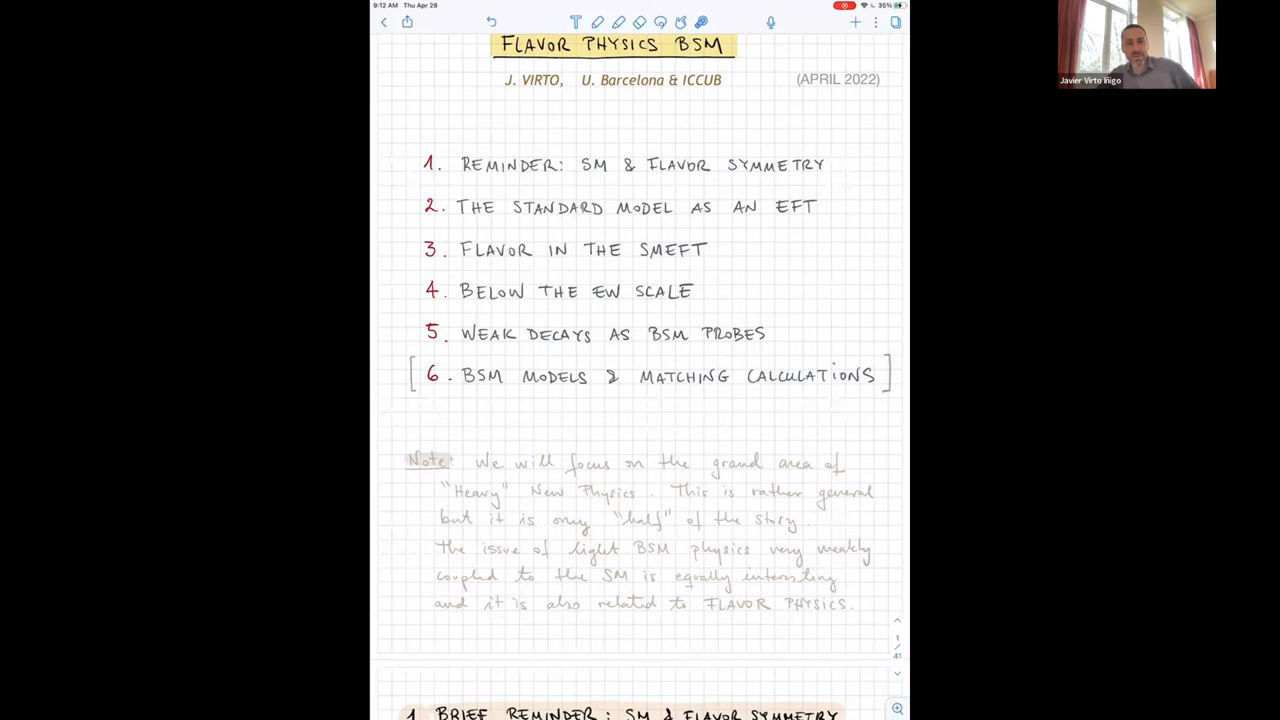 9:12 AM Thu Apr 28
35%
FLAVOR PHYSICS BSM
J. VIRTO, U. Barcelona & ICCUB (APRIL 2022)
Javier Virto Iñigo
1. REMINDER: SM & FLAVOR SYMMETRY
2. THE STANDARD MODEL AS AN EFT
3. FLAVOR IN THE SMEFT
4. BELOW THE EW SCALE
5. WEAK DECAYS AS BSM PROBES
[6. BSM MODELS & MATCHING CALCULATIONS]
Note: We will focus on the grand area of
"Heavy" New Physics. This is rather general
but it is only "half" of the story.
The issue of light BSM physics very weakly
coupled to the SM is equally interesting
and it is also related to FLAVOR PHYSICS.
1
/
41
1 BRIEF REMINDER: SM & FLAVOR SYMMETRY